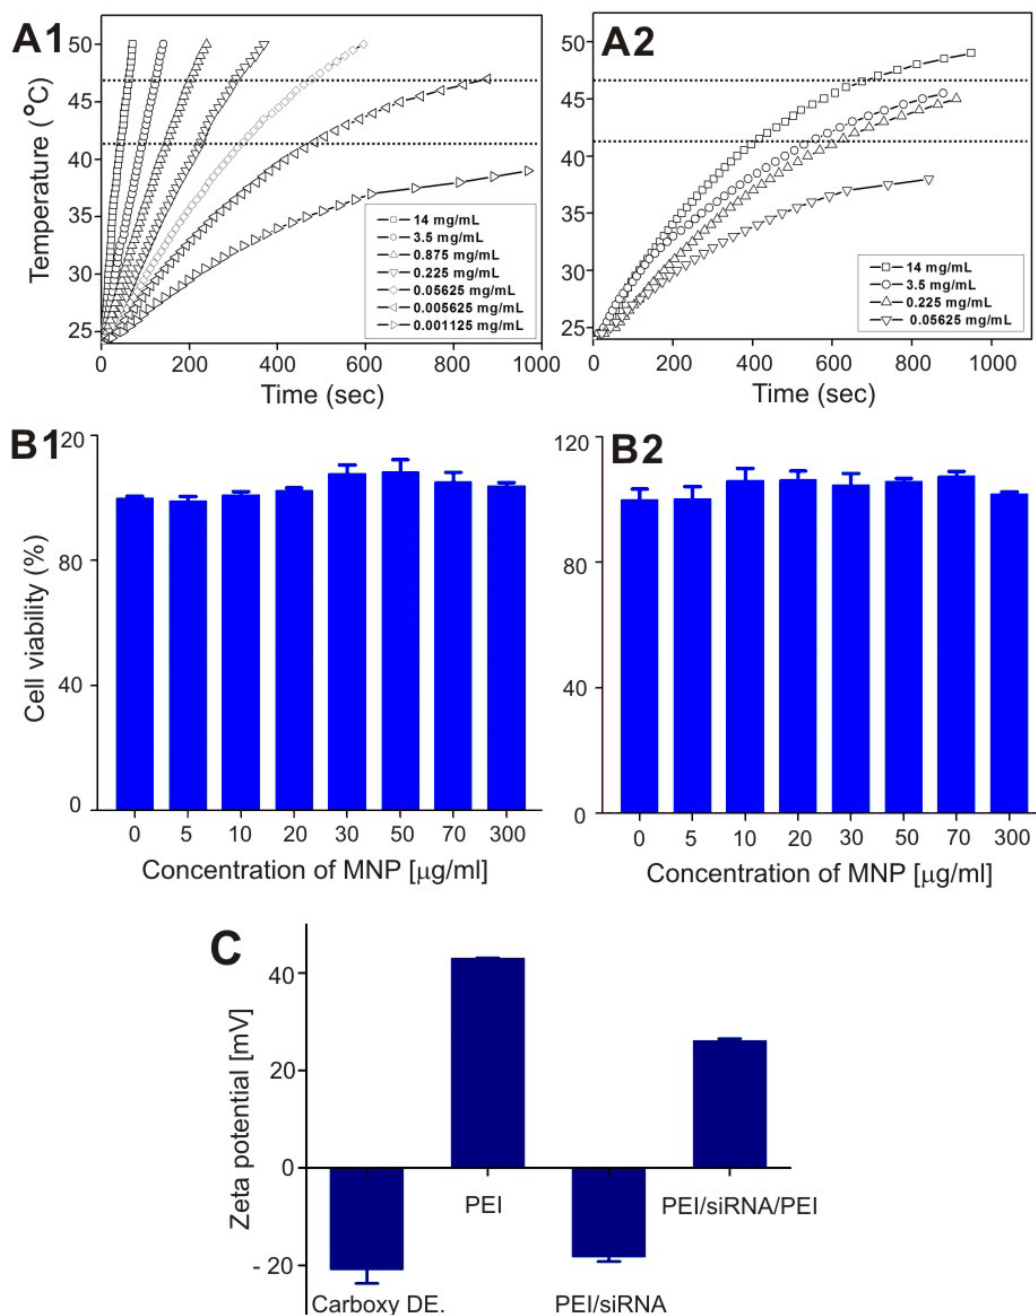 A1
Temperature (°C)
50
45
40
35
30
25
14 mg/mL
3.5 mg/mL
0.875 mg/mL
0.225 mg/mL
0.05625 mg/mL
0.005625 mg/mL
0.001125 mg/mL
0 200 400 600 800 1000
Time (sec)
A2
50
45
40
35
30
25
14 mg/mL
3.5 mg/mL
0.225 mg/mL
0.05625 mg/mL
0 200 400 600 800 1000
Time (sec)
B1
20
80
40
0
Cell viability (%)
0 5 10 20 30 50 70 300
Concentration of MNP [μg/ml]
B2
120
80
40
0
0 5 10 20 30 50 70 300
Concentration of MNP [μg/ml]
C
Zeta potential [mV]
40
20
0
- 20
PEI
PEI/siRNA/PEI
Carboxy DE.
PEI/siRNA